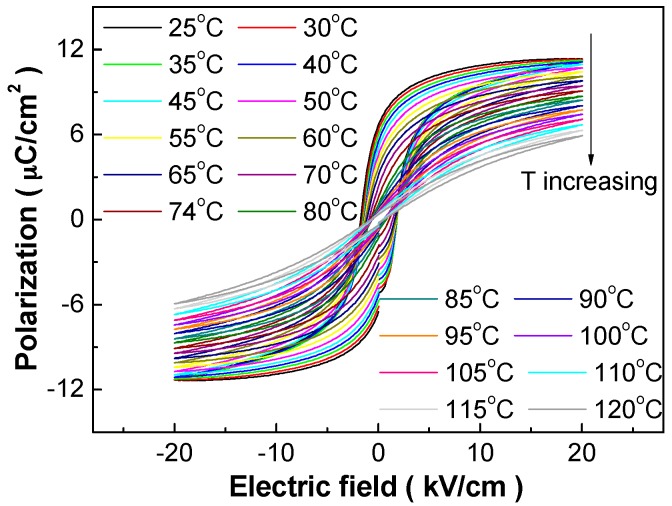 25°C 30°C
35°C 40°C
45°C 50°C
55°C 60°C
65°C 70°C
74°C 80°C
T increasing
85°C 90°C
95°C 100°C
105°C 110°C
115°C 120°C
12
6
0
-6
-12
-20 -10 0 10 20
Polarization ( μC/cm² )
Electric field ( kV/cm )